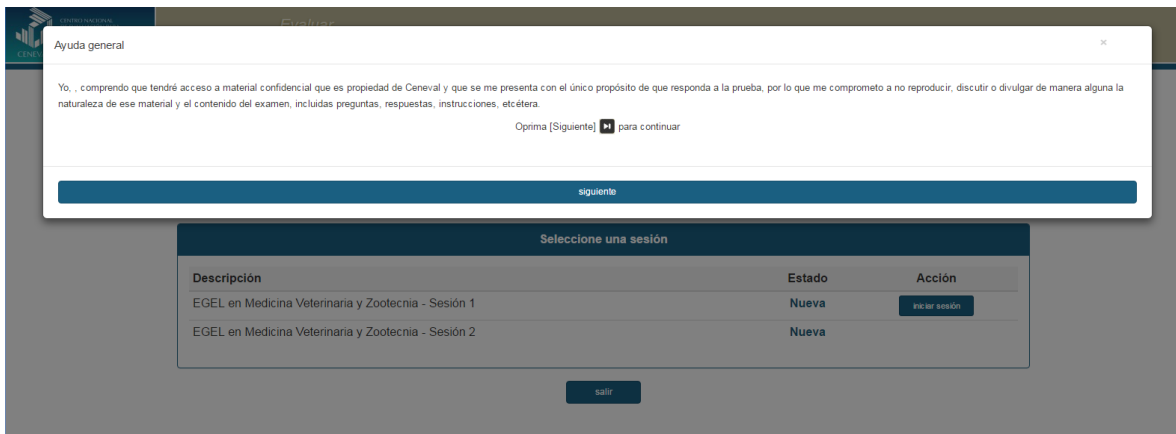 CENTRO NACIONAL
Evaluar
Ayuda general
×
Yo, , comprendo que tendré acceso a material confidencial que es propiedad de Ceneval y que se me presenta con el único propósito de que responda a la prueba, por lo que me comprometo a no reproducir, discutir o divulgar de manera alguna la
naturaleza de ese material y el contenido del examen, incluidas preguntas, respuestas, instrucciones, etcétera.
Oprima [Siguiente] para continuar
siguiente
Seleccione una sesión
Descripción Estado Acción
EGEL en Medicina Veterinaria y Zootecnia - Sesión 1 Nueva iniciar sesión
EGEL en Medicina Veterinaria y Zootecnia - Sesión 2 Nueva
salir